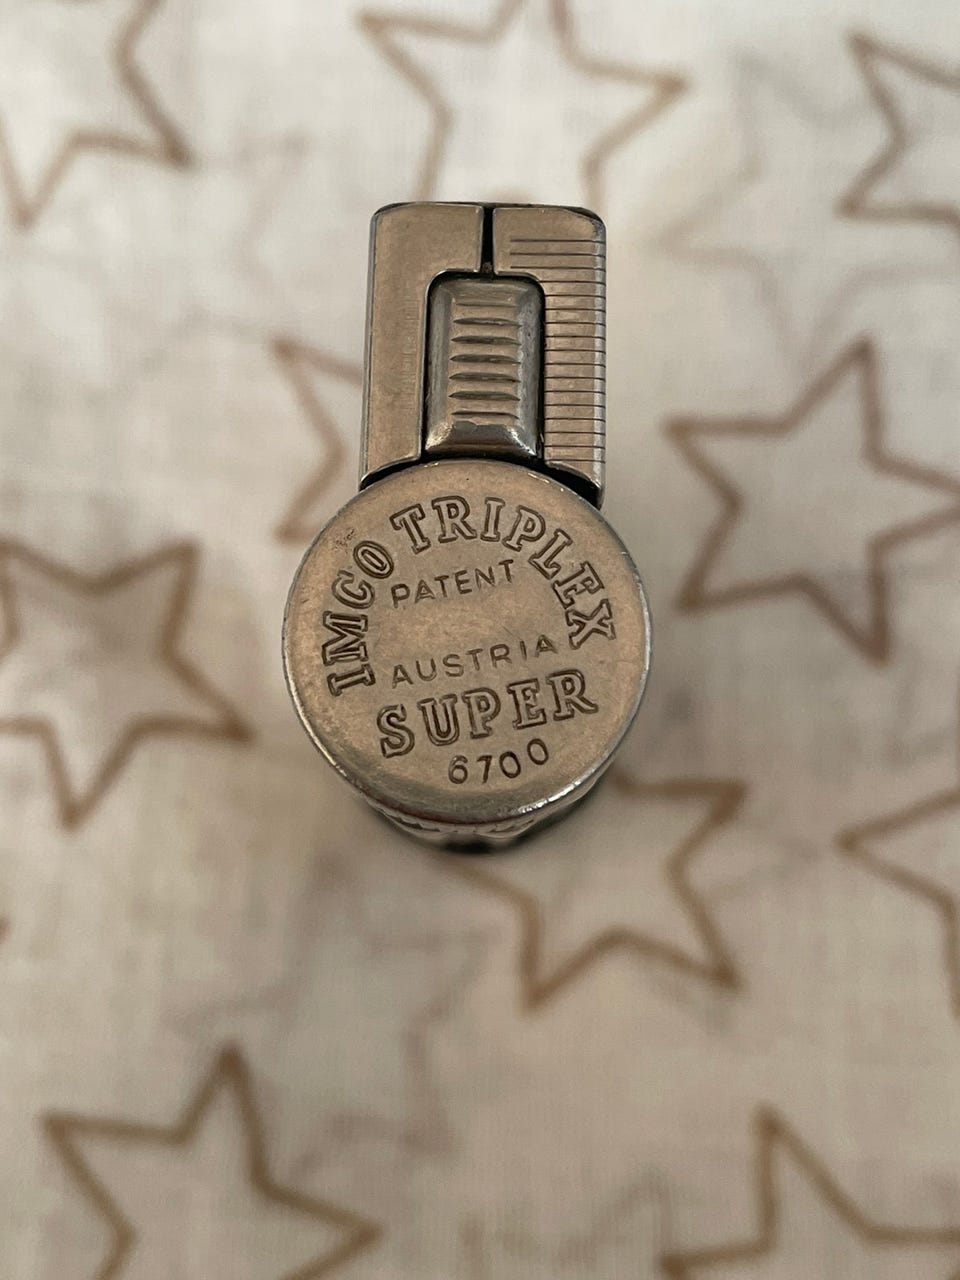 IMCO TRIPLEX
PATENT
AUSTRIA
SUPER
6700